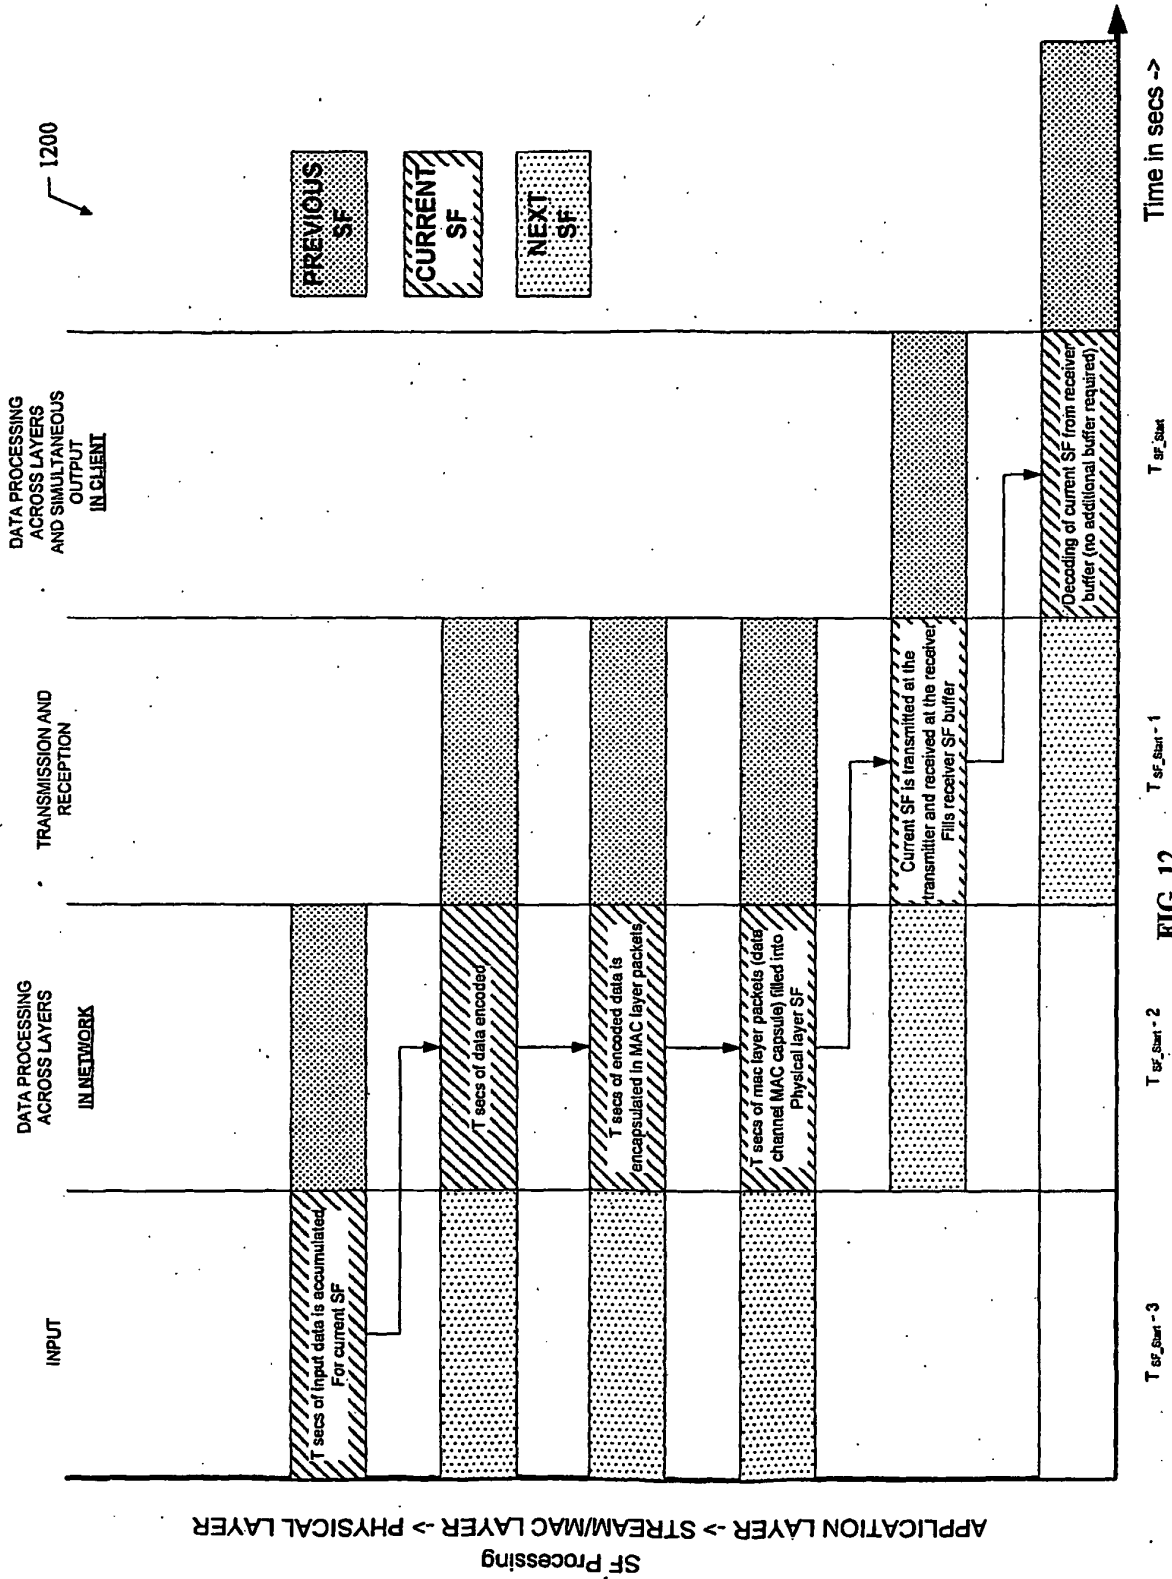 1200
DATA PROCESSING
ACROSS LAYERS
AND SIMULTANEOUS
OUTPUT
IN CLIENT
TRANSMISSION AND
RECEPTION
DATA PROCESSING
ACROSS LAYERS
IN NETWORK
INPUT
PREVIOUS
SF
CURRENT
SF
NEXT
SF
T secs of input data is accumulated
For current SF
T secs of data encoded
T secs of encoded data is
encapsulated in MAC layer packets
T secs of mac layer packets (data
channel MAC capsule) filled into
Physical layer SF
Current SF is transmitted at the
transmitter and received at the receiver
Fills receiver SF buffer
Decoding of current SF from receiver
buffer (no additional buffer required)
SF Processing
APPLICATION LAYER -> STREAM/MAC LAYER -> PHYSICAL LAYER
T SF_Start - 3
T SF_Start - 2
T SF_Start - 1
T SF_Start
Time in secs ->
FIG 12